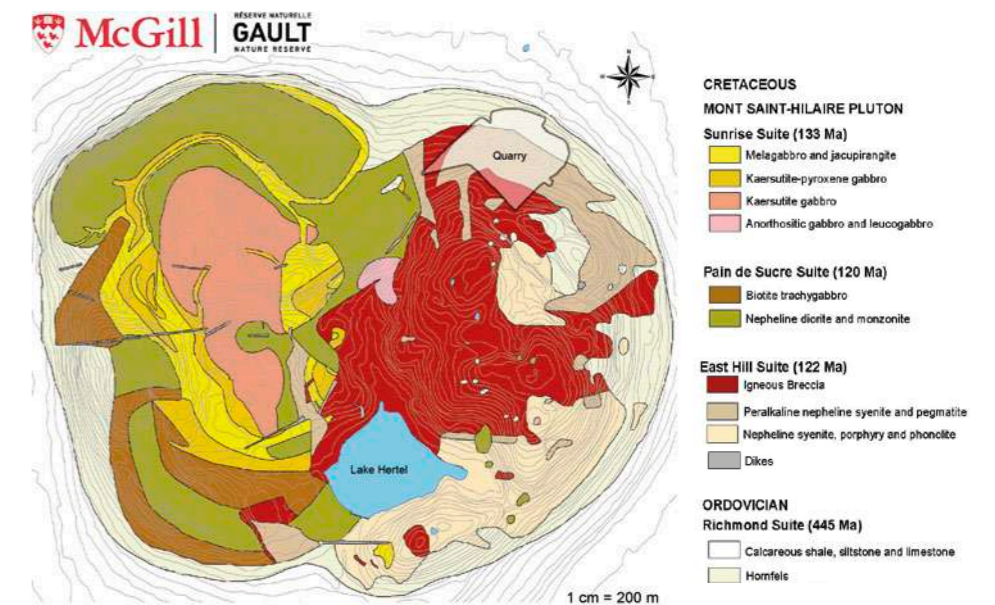 McGill
RÉSERVE NATURELLE
GAULT
NATURE RESERVE
N
Quarry
Lake Hertel
1 cm = 200 m
CRETACEOUS
MONT SAINT-HILAIRE PLUTON
Sunrise Suite (133 Ma)
Melagabbro and jacupirangite
Kaersutite-pyroxene gabbro
Kaersutite gabbro
Anorthositic gabbro and leucogabbro
Pain de Sucre Suite (120 Ma)
Biotite trachygabbro
Nepheline diorite and monzonite
East Hill Suite (122 Ma)
Igneous Breccia
Peralkaline nepheline syenite and pegmatite
Nepheline syenite, porphyry and phonolite
Dikes
ORDOVICIAN
Richmond Suite (445 Ma)
Calcareous shale, siltstone and limestone
Hornfels